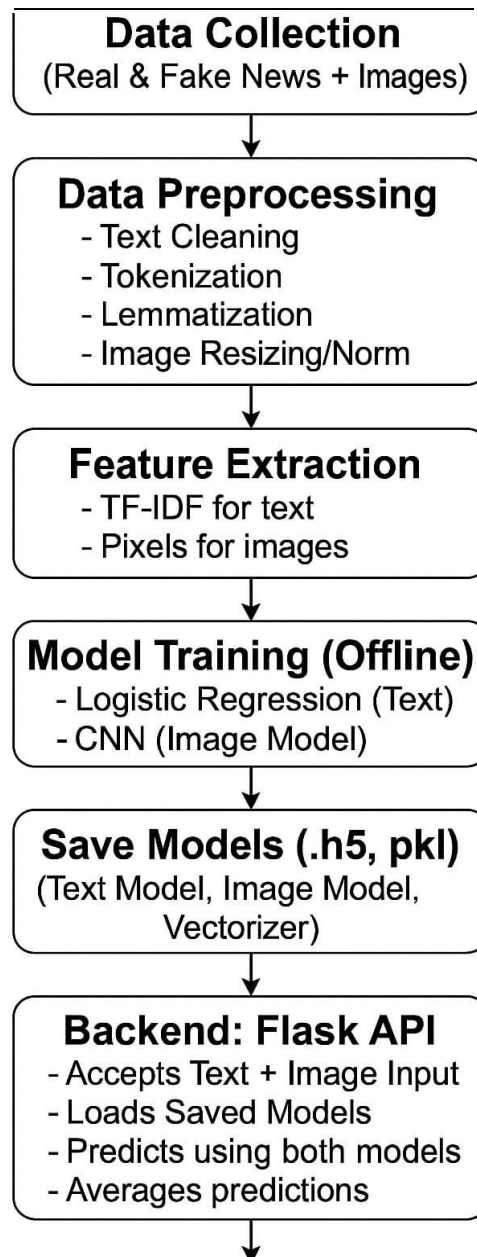 Data Collection
(Real & Fake News + Images)
Data Preprocessing
- Text Cleaning
- Tokenization
- Lemmatization
- Image Resizing/Norm
Feature Extraction
- TF-IDF for text
- Pixels for images
Model Training (Offline)
- Logistic Regression (Text)
- CNN (Image Model)
Save Models (.h5, pkl)
(Text Model, Image Model,
Vectorizer)
Backend: Flask API
- Accepts Text + Image Input
- Loads Saved Models
- Predicts using both models
- Averages predictions